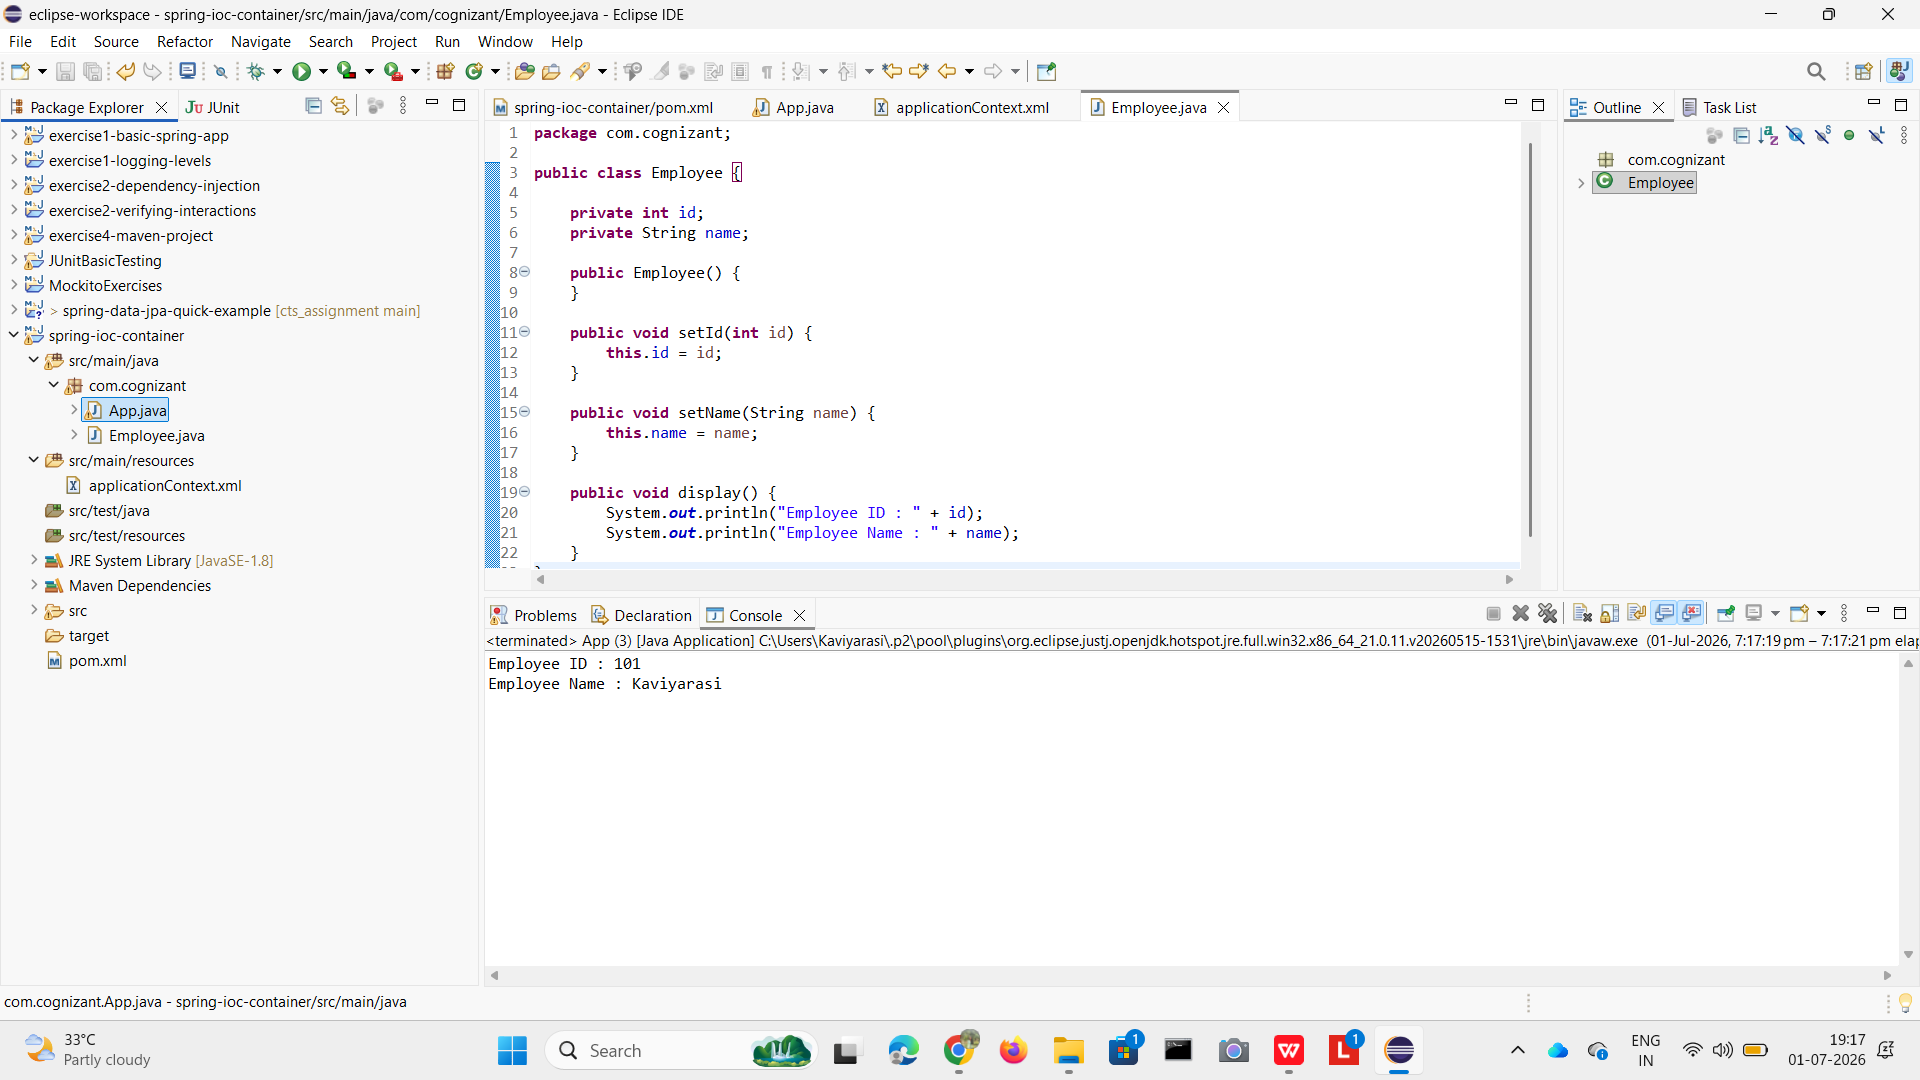 eclipse-workspace - spring-ioc-container/src/main/java/com/cognizant/Employee.java - Eclipse IDE
File Edit Source Refactor Navigate Search Project Run Window Help
Package Explorer
JUnit
exercise1-basic-spring-app
exercise1-logging-levels
exercise2-dependency-injection
exercise2-verifying-interactions
exercise4-maven-project
JUnitBasicTesting
MockitoExercises
> spring-data-jpa-quick-example [cts_assignment main]
spring-ioc-container
src/main/java
com.cognizant
App.java
Employee.java
src/main/resources
applicationContext.xml
src/test/java
src/test/resources
JRE System Library [JavaSE-1.8]
Maven Dependencies
src
target
pom.xml
spring-ioc-container/pom.xml
App.java
applicationContext.xml
Employee.java
1 package com.cognizant;
2
3 public class Employee {
4
5 private int id;
6 private String name;
7
8 public Employee() {
9 }
10
11 public void setId(int id) {
12 this.id = id;
13 }
14
15 public void setName(String name) {
16 this.name = name;
17 }
18
19 public void display() {
20 System.out.println("Employee ID : " + id);
21 System.out.println("Employee Name : " + name);
22 }
Outline
Task List
com.cognizant
Employee
Problems
Declaration
Console
<terminated> App (3) [Java Application] C:\Users\Kaviyarasi\.p2\pool\plugins\org.eclipse.justj.openjdk.hotspot.jre.full.win32.x86_64_21.0.11.v20260515-1531\jre\bin\javaw.exe (01-Jul-2026, 7:17:19 pm – 7:17:21 pm elap
Employee ID : 101
Employee Name : Kaviyarasi
com.cognizant.App.java - spring-ioc-container/src/main/java
33°C
Partly cloudy
Search
1
1
ENG
IN
19:17
01-07-2026